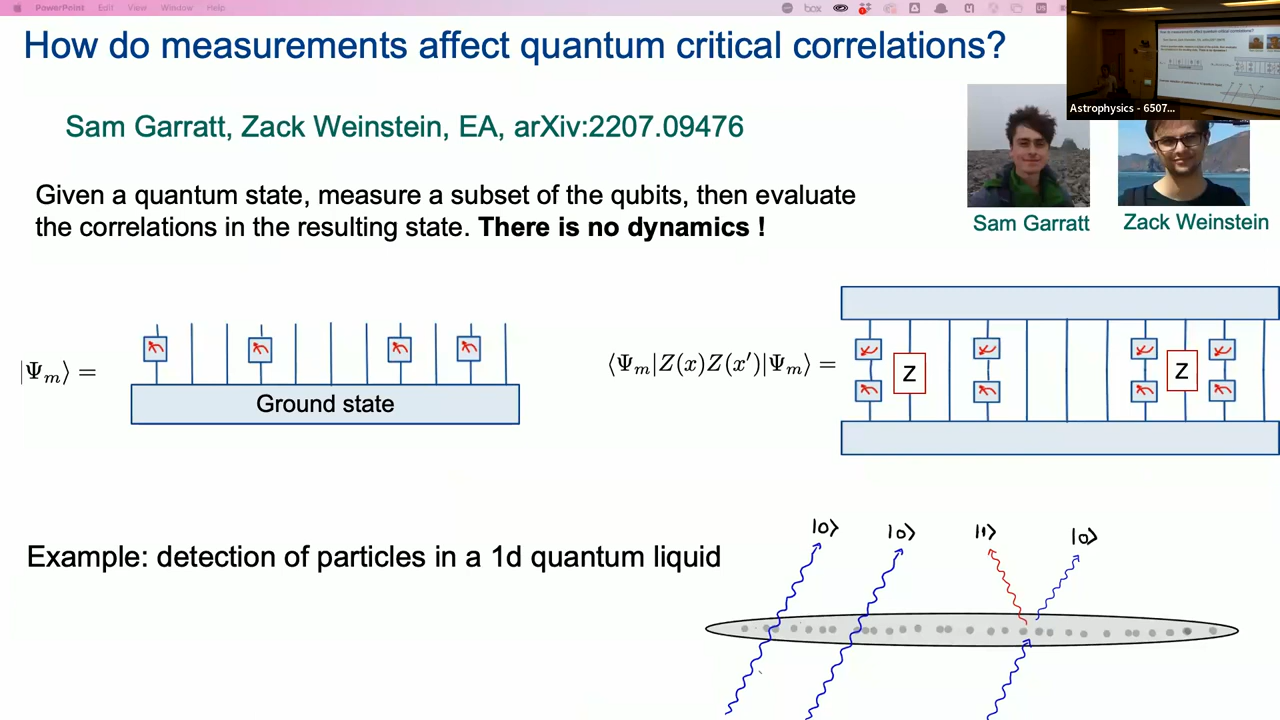 PowerPoint Edit View Window Help
box
How do measurements affect quantum critical correlations?
Sam Garratt, Zack Weinstein, EA, arXiv:2207.09476
Astrophysics - 6507...
Given a quantum state, measure a subset of the qubits, then evaluate
the correlations in the resulting state. There is no dynamics !
Sam Garratt
Zack Weinstein
|Ψ_m⟩ =
Ground state
⟨Ψ_m|Z(x)Z(x′)|Ψ_m⟩ =
Z
Z
|0⟩ |0⟩ |1⟩ |0⟩
Example: detection of particles in a 1d quantum liquid